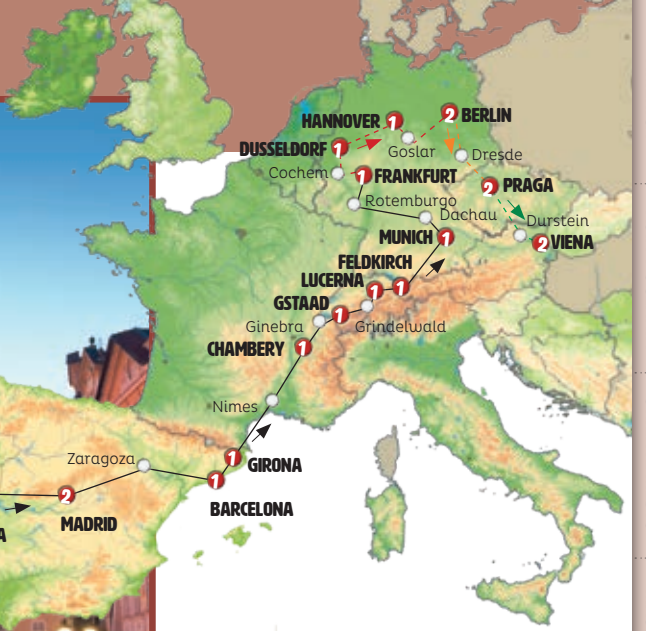 HANNOVER 1
2 BERLIN
DUSSELDORF 1
Goslar
Dresde
Cochem
1 FRANKFURT
2 PRAGA
Rotemburgo
Dachau
Durstein
MUNICH 1
2 VIENA
FELDKIRCH
1
LUCERNA
1
GSTAAD
1
Ginebra
Grindelwald
CHAMBERY 1
Nimes
Zaragoza
1
GIRONA
1
2
BARCELONA
MADRID
A